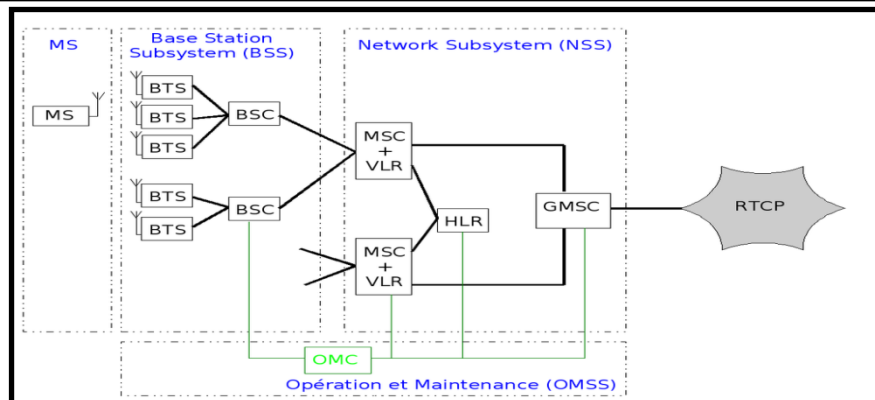 MS
Base Station
Subsystem (BSS)
Network Subsystem (NSS)
MS
BTS
BTS
BTS
BSC
BTS
BTS
BSC
MSC
+
VLR
HLR
MSC
+
VLR
GMSC
RTCP
OMC
Opération et Maintenance (OMSS)